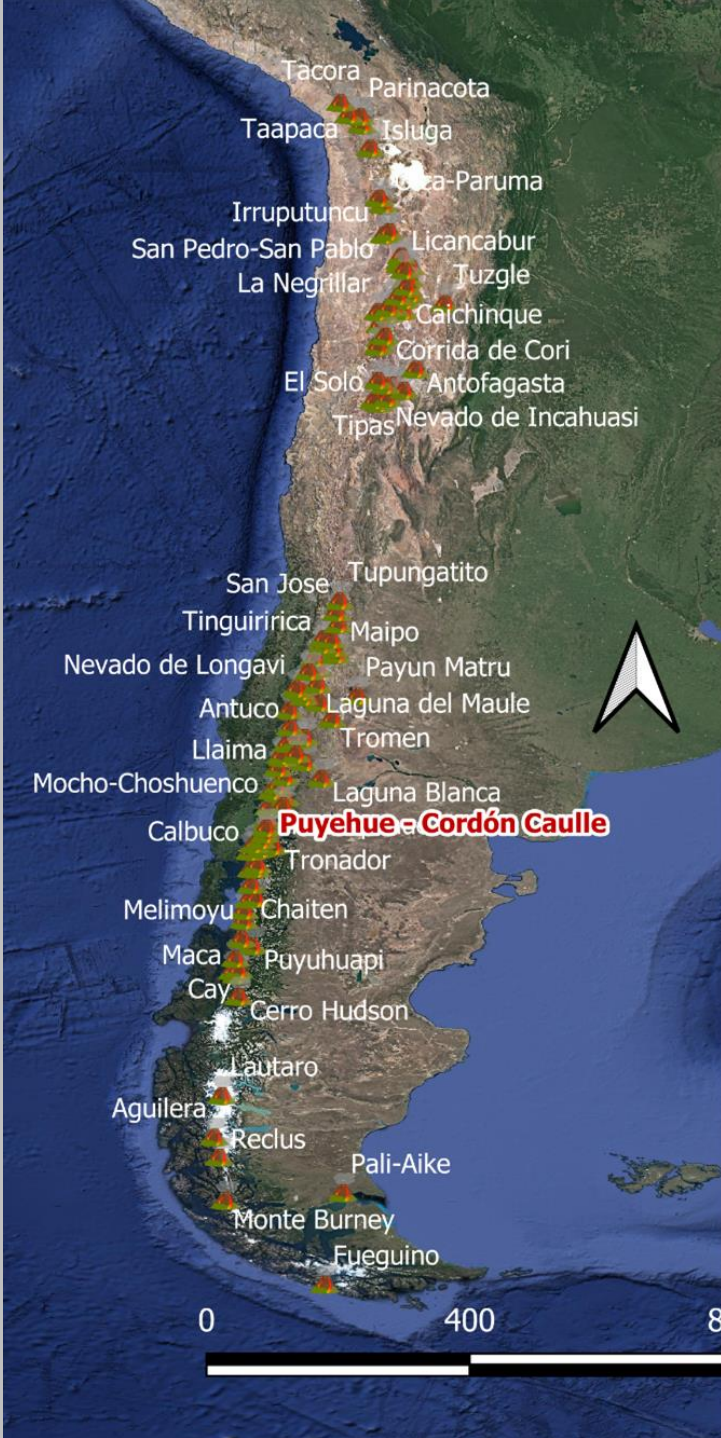 Tacora
Parinacota
Taapaca
Isluga
Irruputuncu
San Pedro-San Pablo
Licancabur
La Negrillar
Tuzgle
Caichinque
Corrida de Cori
El Solo
Antofagasta
Tipas
Nevado de Incahuasi
San Jose
Tupungatito
Tinguiririca
Maipo
Nevado de Longavi
Payun Matru
Antuco
Laguna del Maule
Llaima
Tromen
Mocho-Choshuenco
Laguna Blanca
Calbuco
Puyehue - Cordón Caulle
Tronador
Melimoyu
Chaiten
Maca
Puyuhuapi
Cay
Cerro Hudson
Lautaro
Aguilera
Reclus
Pali-Aike
Monte Burney
Fueguino
0
400